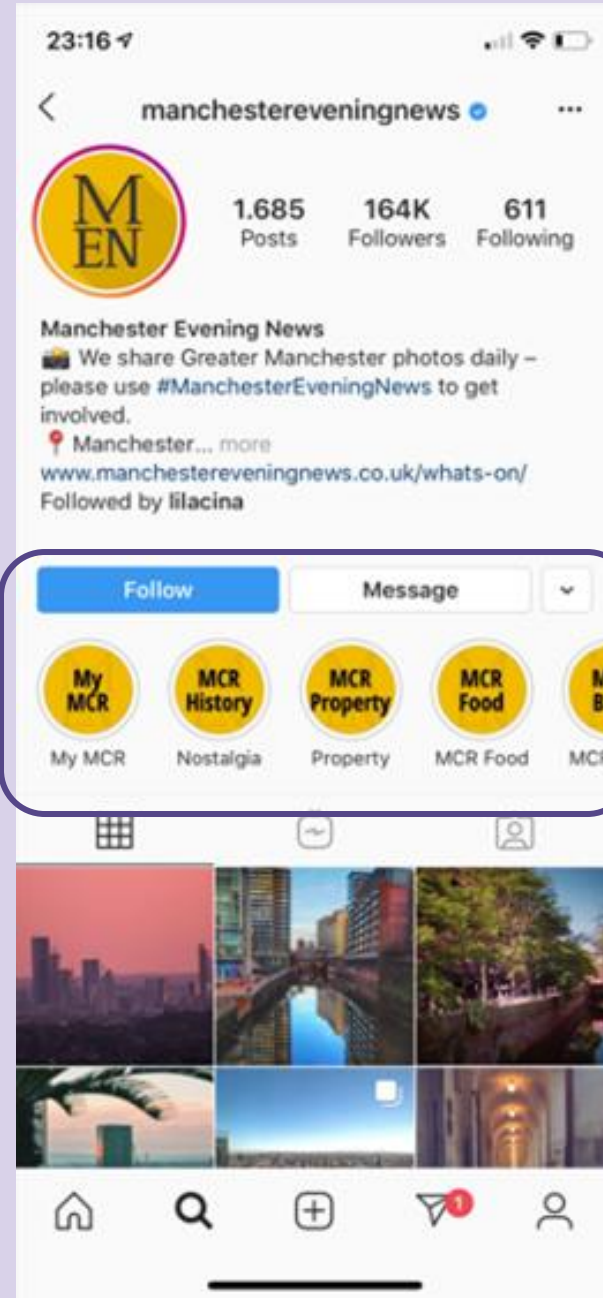 23:16
manchestereveningnews
M
EN
1.685 164K 611
Posts Followers Following
Manchester Evening News
📸 We share Greater Manchester photos daily –
please use #ManchesterEveningNews to get
involved.
📍 Manchester... more
www.manchestereveningnews.co.uk/whats-on/
Followed by lilacina
Follow Message
My
MCR
MCR
History
MCR
Property
MCR
Food
M
B
My MCR Nostalgia Property MCR Food MCR
1